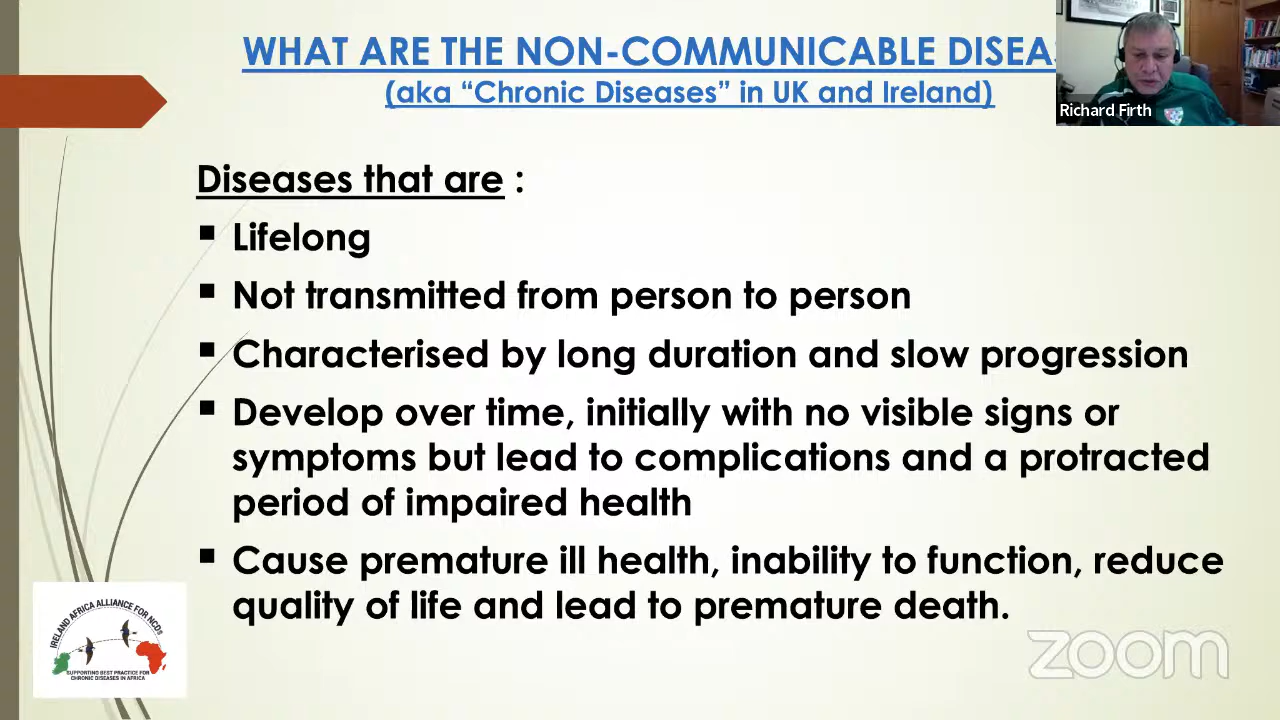 WHAT ARE THE NON-COMMUNICABLE DISEA
(aka “Chronic Diseases” in UK and Ireland)
Richard Firth
Diseases that are :
Lifelong
Not transmitted from person to person
Characterised by long duration and slow progression
Develop over time, initially with no visible signs or
symptoms but lead to complications and a protracted
period of impaired health
Cause premature ill health, inability to function, reduce
quality of life and lead to premature death.
IRELAND AFRICA ALLIANCE FOR NCDs
SUPPORTING BEST PRACTICE FOR
CHRONIC DISEASES IN AFRICA
zoom